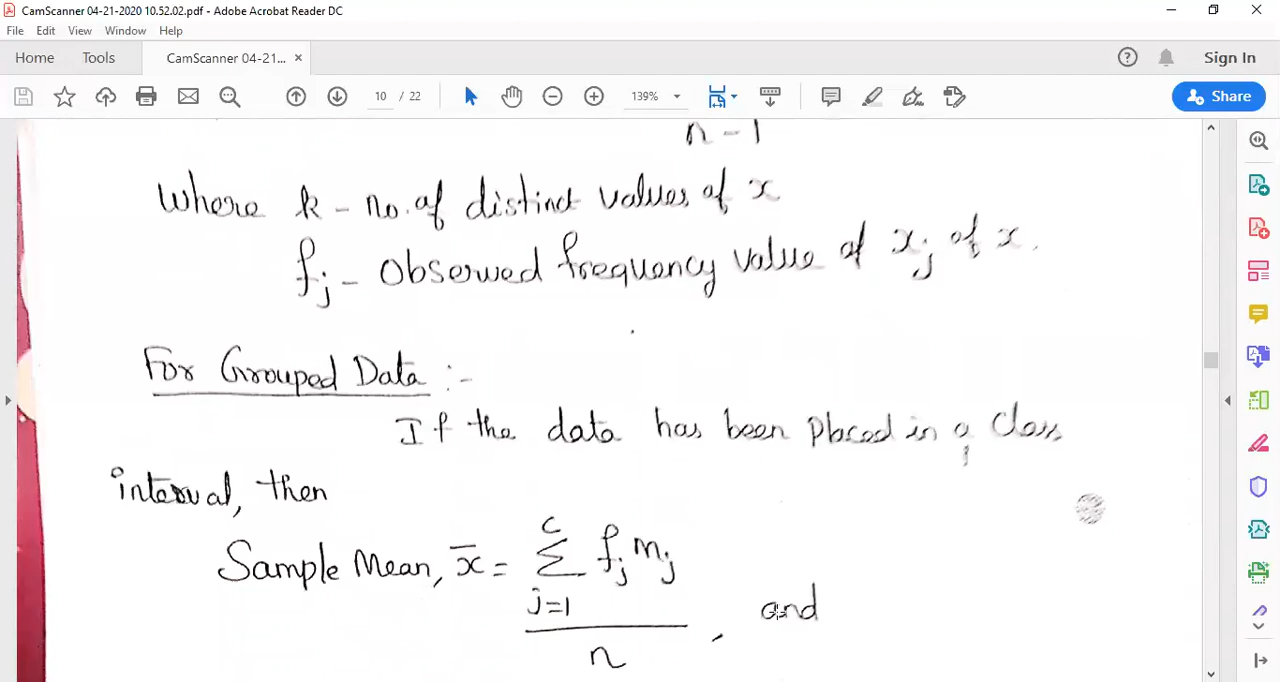 CamScanner 04-21-2020 10.52.02.pdf - Adobe Acrobat Reader DC
File Edit View Window Help
Home Tools CamScanner 04-21... × Sign In
10 / 22 139% Share
n - 1
Where k - no. of distinct values of x
fj - Observed frequency value of xj of x.
For Grouped Data :-
If the data has been placed in a class
interval, then
Sample Mean, x̄ = Σ fj mj
c
j=1
n , and